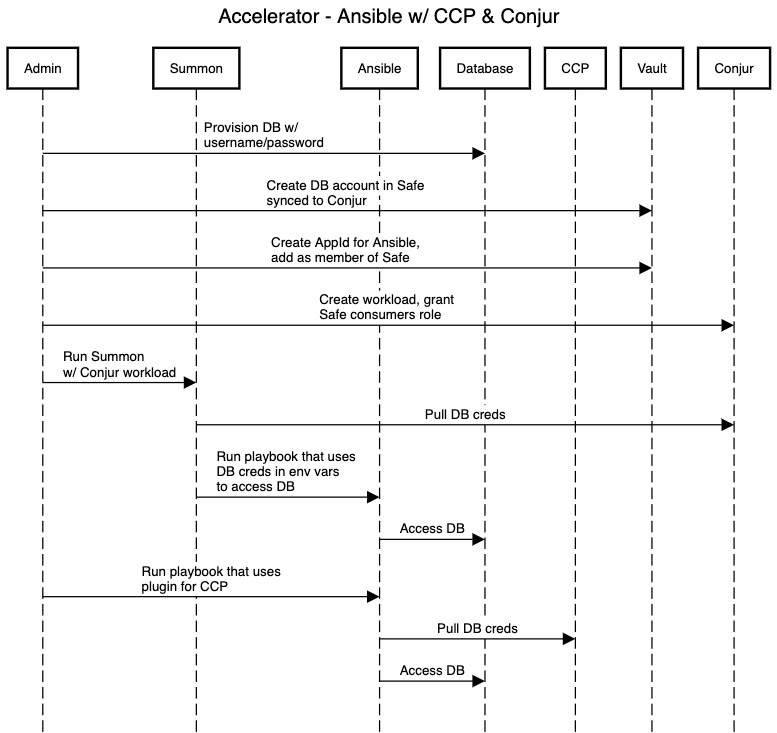 Accelerator - Ansible w/ CCP & Conjur
Admin
Summon
Ansible
Database
CCP
Vault
Conjur
Provision DB w/
username/password
Create DB account in Safe
synced to Conjur
Create AppId for Ansible,
add as member of Safe
Create workload, grant
Safe consumers role
Run Summon
w/ Conjur workload
Pull DB creds
Run playbook that uses
DB creds in env vars
to access DB
Access DB
Run playbook that uses
plugin for CCP
Pull DB creds
Access DB